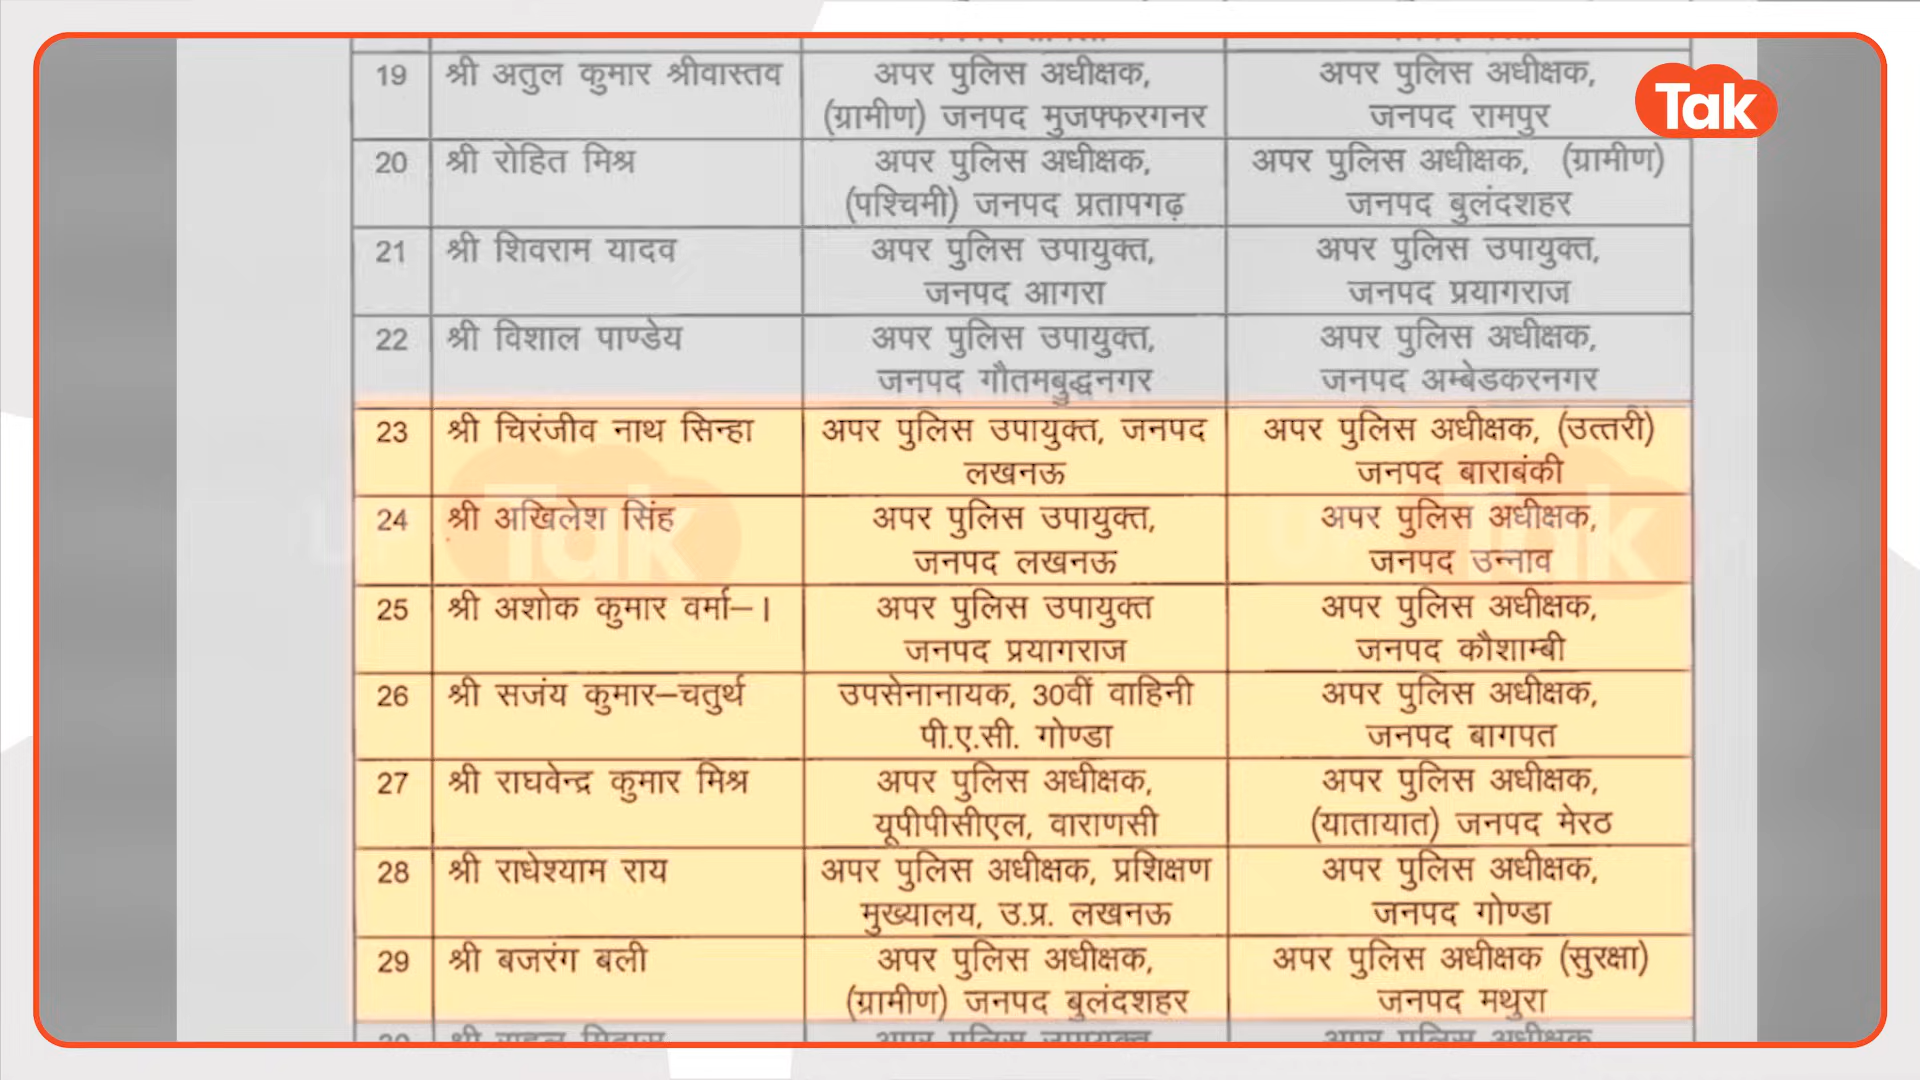 19 श्री अतुल कुमार श्रीवास्तव अपर पुलिस अधीक्षक, अपर पुलिस अधीक्षक,
(ग्रामीण) जनपद मुजफ्फरगनर जनपद रामपुर
Tak
20 श्री रोहित मिश्र अपर पुलिस अधीक्षक, अपर पुलिस अधीक्षक, (ग्रामीण)
(पश्चिमी) जनपद प्रतापगढ़ जनपद बुलंदशहर
21 श्री शिवराम यादव अपर पुलिस उपायुक्त, अपर पुलिस उपायुक्त,
जनपद आगरा जनपद प्रयागराज
22 श्री विशाल पाण्डेय अपर पुलिस उपायुक्त, अपर पुलिस अधीक्षक,
जनपद गौतमबुद्धनगर जनपद अम्बेडकरनगर
23 श्री चिरंजीव नाथ सिन्हा अपर पुलिस उपायुक्त, जनपद अपर पुलिस अधीक्षक, (उत्तरी)
लखनऊ जनपद बाराबंकी
24 श्री अखिलेश सिंह अपर पुलिस उपायुक्त, अपर पुलिस अधीक्षक,
जनपद लखनऊ जनपद उन्नाव
25 श्री अशोक कुमार वर्मा–। अपर पुलिस उपायुक्त अपर पुलिस अधीक्षक,
जनपद प्रयागराज जनपद कौशाम्बी
26 श्री सजंय कुमार–चतुर्थ उपसेनानायक, 30वीं वाहिनी अपर पुलिस अधीक्षक,
पी.ए.सी. गोण्डा जनपद बागपत
27 श्री राघवेन्द्र कुमार मिश्र अपर पुलिस अधीक्षक, अपर पुलिस अधीक्षक,
यूपीपीसीएल, वाराणसी (यातायात) जनपद मेरठ
28 श्री राधेश्याम राय अपर पुलिस अधीक्षक, प्रशिक्षण अपर पुलिस अधीक्षक,
मुख्यालय, उ.प्र. लखनऊ जनपद गोण्डा
29 श्री बजरंग बली अपर पुलिस अधीक्षक, अपर पुलिस अधीक्षक (सुरक्षा)
(ग्रामीण) जनपद बुलंदशहर जनपद मथुरा